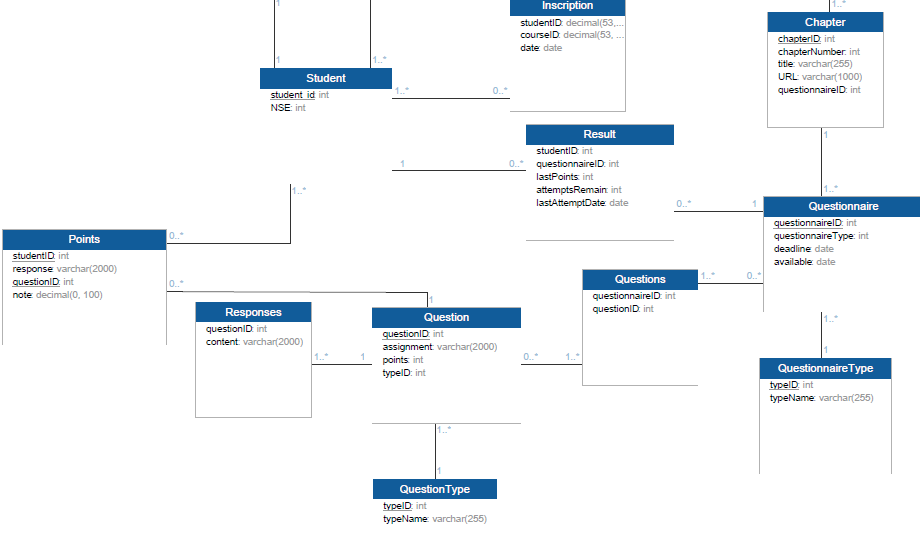 1
1..*
Inscription
studentID: decimal(53,...
courseID: decimal(53, ...
date: date
1..*
Chapter
chapterID: int
chapterNumber: int
title: varchar(255)
URL: varchar(1000)
questionnaireID: int
1
1..*
Student
student_id: int
NSE: int
1..*
0..*
Result
studentID: int
questionnaireID: int
lastPoints: int
attemptsRemain: int
lastAttemptDate: date
1
0..*
1
1..*
0..*
1
Questionnaire
questionnaireID: int
questionnaireType: int
deadline: date
available: date
1..*
0..*
Points
studentID: int
response: varchar(2000)
questionID: int
note: decimal(0, 100)
0..*
1
Questions
questionnaireID: int
questionID: int
1..*
0..*
Responses
questionID: int
content: varchar(2000)
1..*
1
Question
questionID: int
assignment: varchar(2000)
points: int
typeID: int
0..*
1..*
1..*
1
QuestionnaireType
typeID: int
typeName: varchar(255)
1..*
1
QuestionType
typeID: int
typeName: varchar(255)